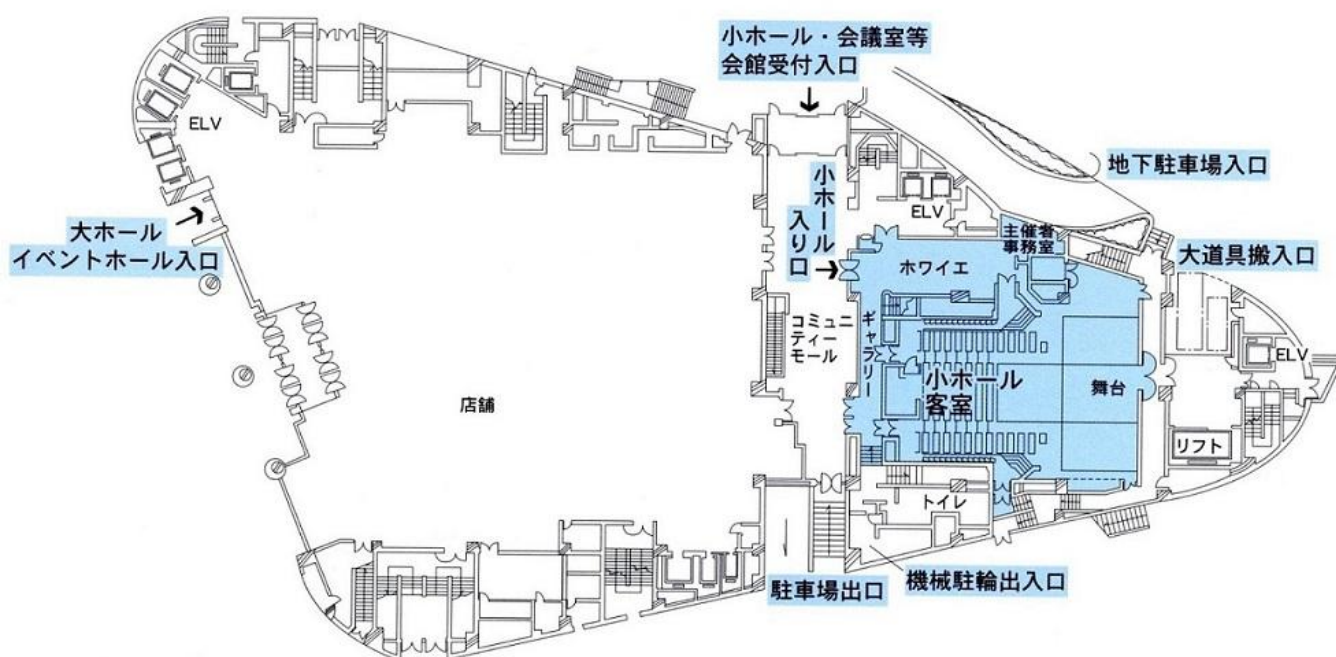 小ホール・会議室等
会館受付入口
ELV
地下駐車場入口
小ホール
入り口
ELV
主催者
事務室
大ホール
イベントホール入口
大道具搬入口
ホワイエ
コミュニ
ティー
モール
ギャラリー
ELV
小ホール
客室
舞台
店舗
リフト
トイレ
駐車場出口
機械駐輪出入口